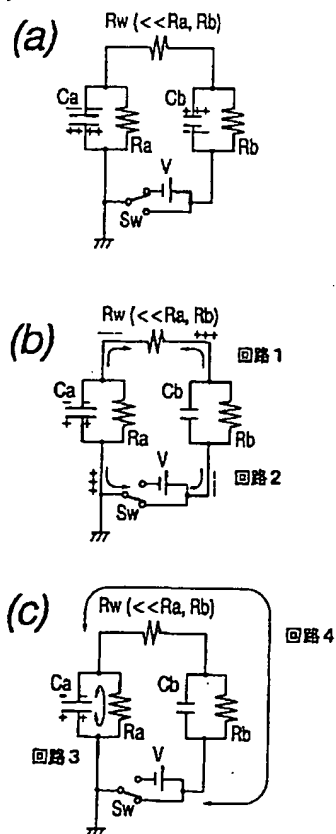 (a)
Rw (<<Ra, Rb)
Ca
Cb
Ra
Rb
V
Sw
(b)
Rw (<<Ra, Rb)
回路1
Ca
Cb
Ra
Rb
V
回路2
Sw
(c)
Rw (<<Ra, Rb)
回路4
Ca
Cb
Ra
Rb
回路3
V
Sw